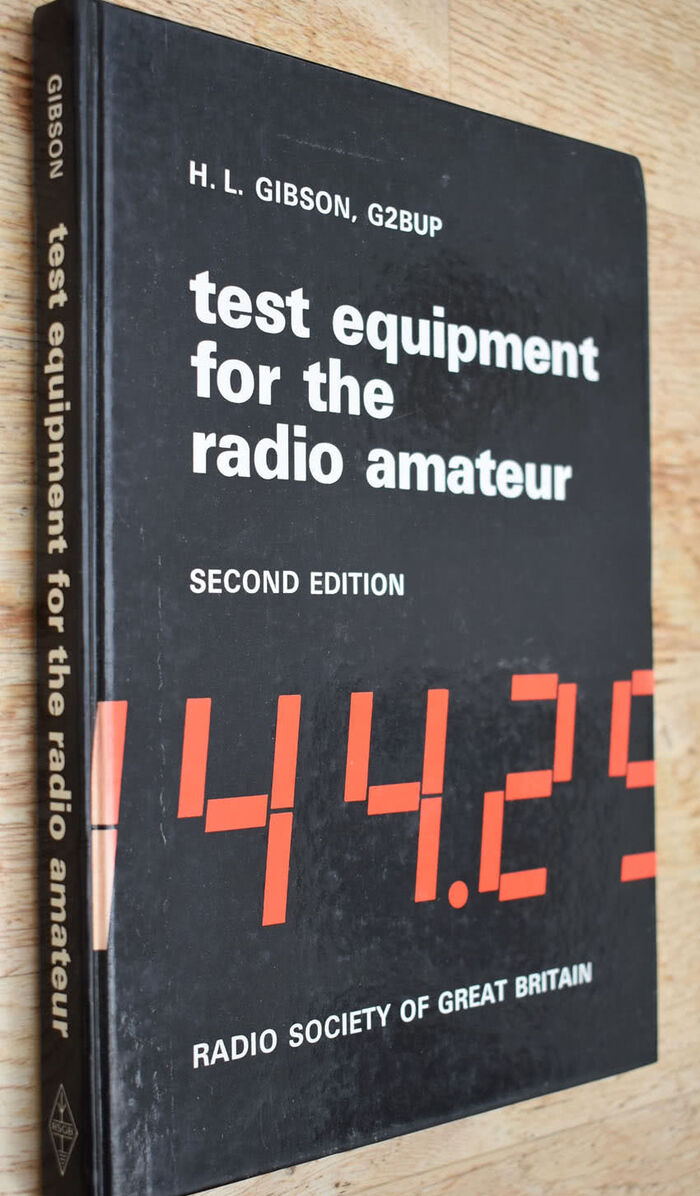 GIBSON
test equipment for the radio amateur
RSGB
H. L. GIBSON, G2BUP
test equipment
for the
radio amateur
SECOND EDITION
144.2
RADIO SOCIETY OF GREAT BRITAIN